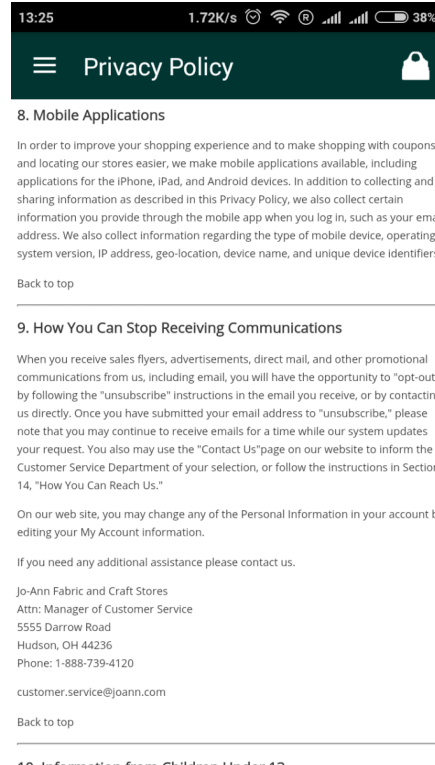 13:25
1.72K/s
38%
Privacy Policy
8. Mobile Applications
In order to improve your shopping experience and to make shopping with coupons
and locating our stores easier, we make mobile applications available, including
applications for the iPhone, iPad, and Android devices. In addition to collecting and
sharing information as described in this Privacy Policy, we also collect certain
information you provide through the mobile app when you log in, such as your ema
address. We also collect information regarding the type of mobile device, operating
system version, IP address, geo-location, device name, and unique device identifiers
Back to top
9. How You Can Stop Receiving Communications
When you receive sales flyers, advertisements, direct mail, and other promotional
communications from us, including email, you will have the opportunity to "opt-out
by following the "unsubscribe" instructions in the email you receive, or by contactin
us directly. Once you have submitted your email address to "unsubscribe," please
note that you may continue to receive emails for a time while our system updates
your request. You also may use the "Contact Us"page on our website to inform the
Customer Service Department of your selection, or follow the instructions in Section
14, "How You Can Reach Us."
On our web site, you may change any of the Personal Information in your account b
editing your My Account information.
If you need any additional assistance please contact us.
Jo-Ann Fabric and Craft Stores
Attn: Manager of Customer Service
5555 Darrow Road
Hudson, OH 44236
Phone: 1-888-739-4120
customer.service@joann.com
Back to top
10. Information from Children Under 13